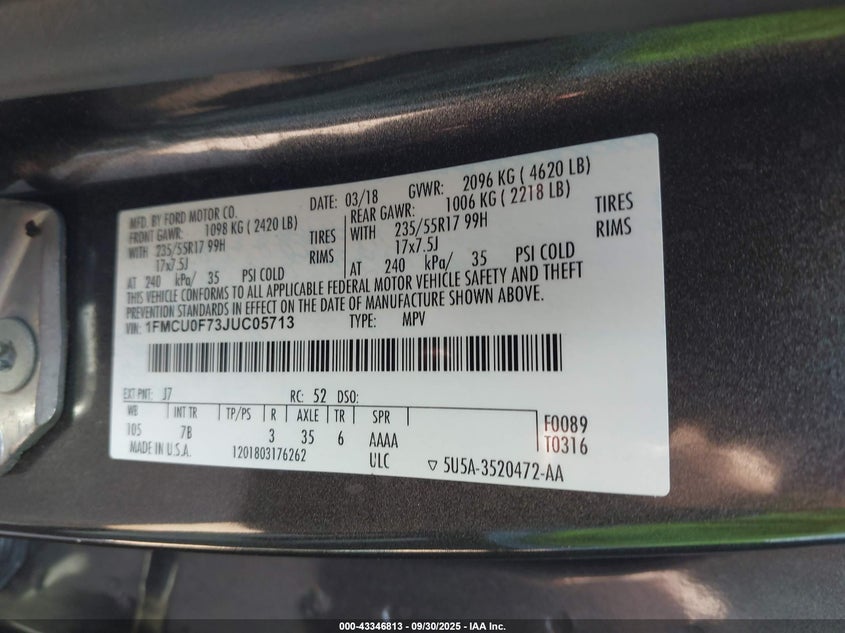 MFD. BY FORD MOTOR CO. DATE: 03/18 GVWR: 2096 KG ( 4620 LB)
FRONT GAWR: 1098 KG ( 2420 LB) REAR GAWR: 1006 KG ( 2218 LB)
WITH 235/55R17 99H TIRES WITH 235/55R17 99H TIRES
17x7.5J RIMS 17x7.5J RIMS
AT 240 kPa/ 35 PSI COLD AT 240 kPa/ 35 PSI COLD
THIS VEHICLE CONFORMS TO ALL APPLICABLE FEDERAL MOTOR VEHICLE SAFETY AND THEFT
PREVENTION STANDARDS IN EFFECT ON THE DATE OF MANUFACTURE SHOWN ABOVE.
VIN: 1FMCU0F73JUC05713 TYPE: MPV
EXT PNT: J7 RC: 52 DSO:
WB INT TR TP/PS R AXLE TR SPR
105 7B 3 35 6 AAAA
F0089
T0316
MADE IN U.S.A. 1201803176262 ULC ▽ 5U5A-3520472-AA
000-43346813 - 09/30/2025 - IAA Inc.